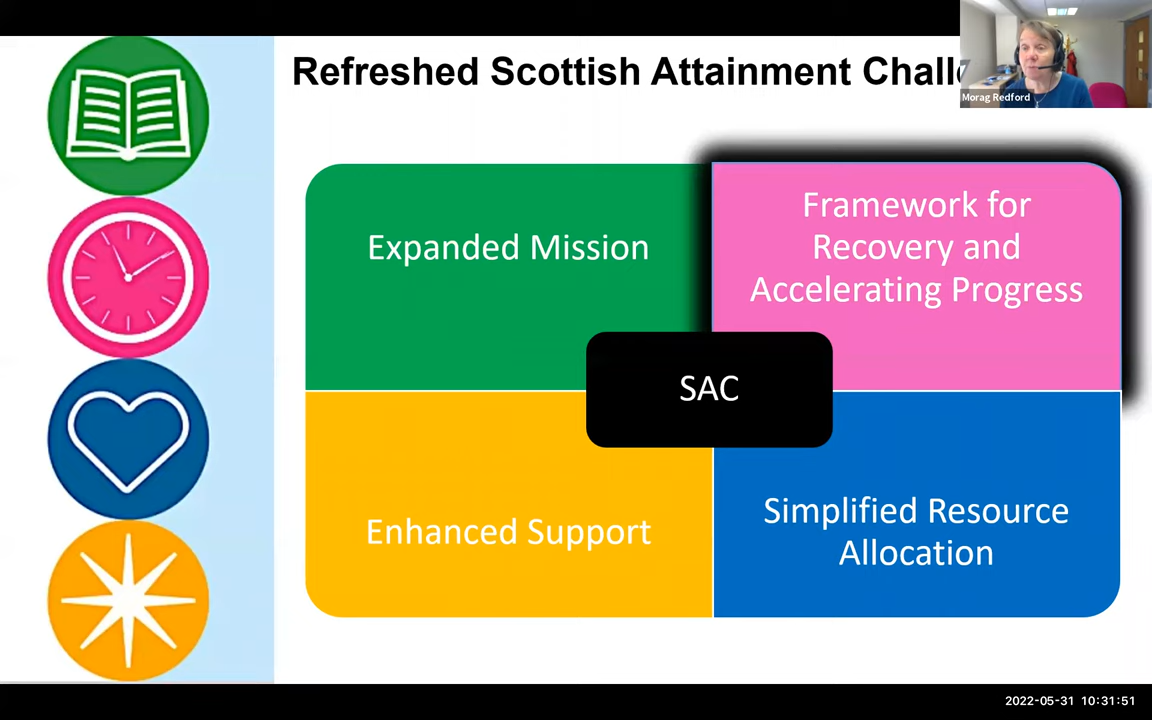 Refreshed Scottish Attainment
Morag Redford
Expanded Mission
Framework for
Recovery and
Accelerating Progress
SAC
Enhanced Support
Simplified Resource
Allocation
2022-05-31 10:31:51